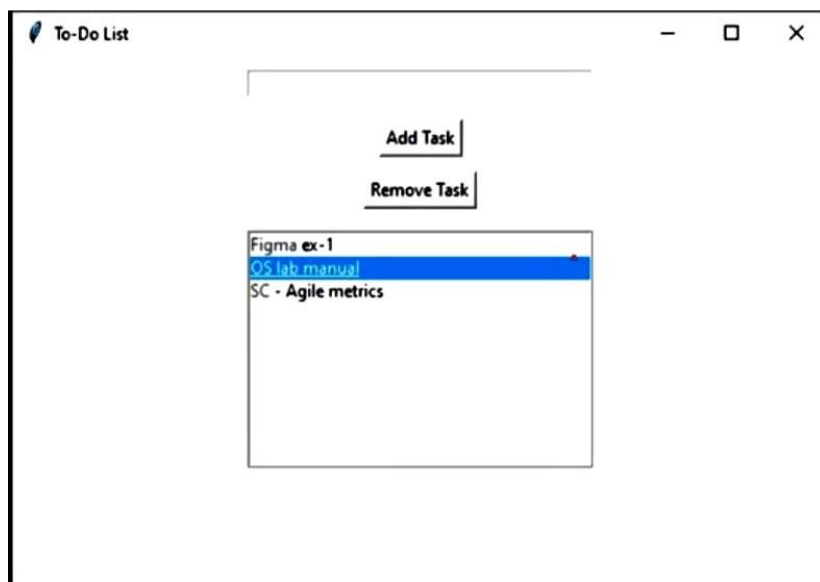 To-Do List
Add Task
Remove Task
Figma ex-1
OS lab manual
SC - Agile metrics